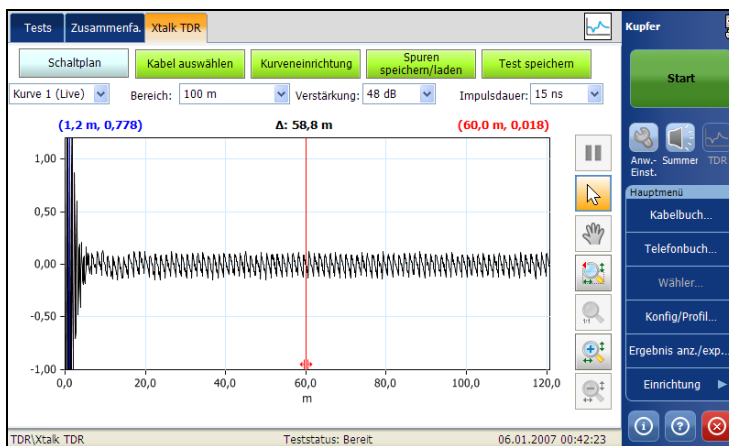 Tests Zusammenfa. Xtalk TDR
Schaltplan Kabel auswählen Kurveneinrichtung Spuren speichern/laden Test speichern
Kurve 1 (Live) Bereich: 100 m Verstärkung: 48 dB Impulsdauer: 15 ns
(1,2 m, 0,778) Δ: 58,8 m (60,0 m, 0,018)
1,00
0,50
0,00
-0,50
-1,00
0,0 20,0 40,0 60,0 80,0 100,0 120,0
m
1:1
TDR\Xtalk TDR Teststatus: Bereit 06.01.2007 00:42:23
Kupfer
Start
Anw.-Einst. Summer TDR
Hauptmenü
Kabelbuch...
Telefonbuch...
Wähler...
Konfig/Profil...
Ergebnis anz./exp...
Einrichtung